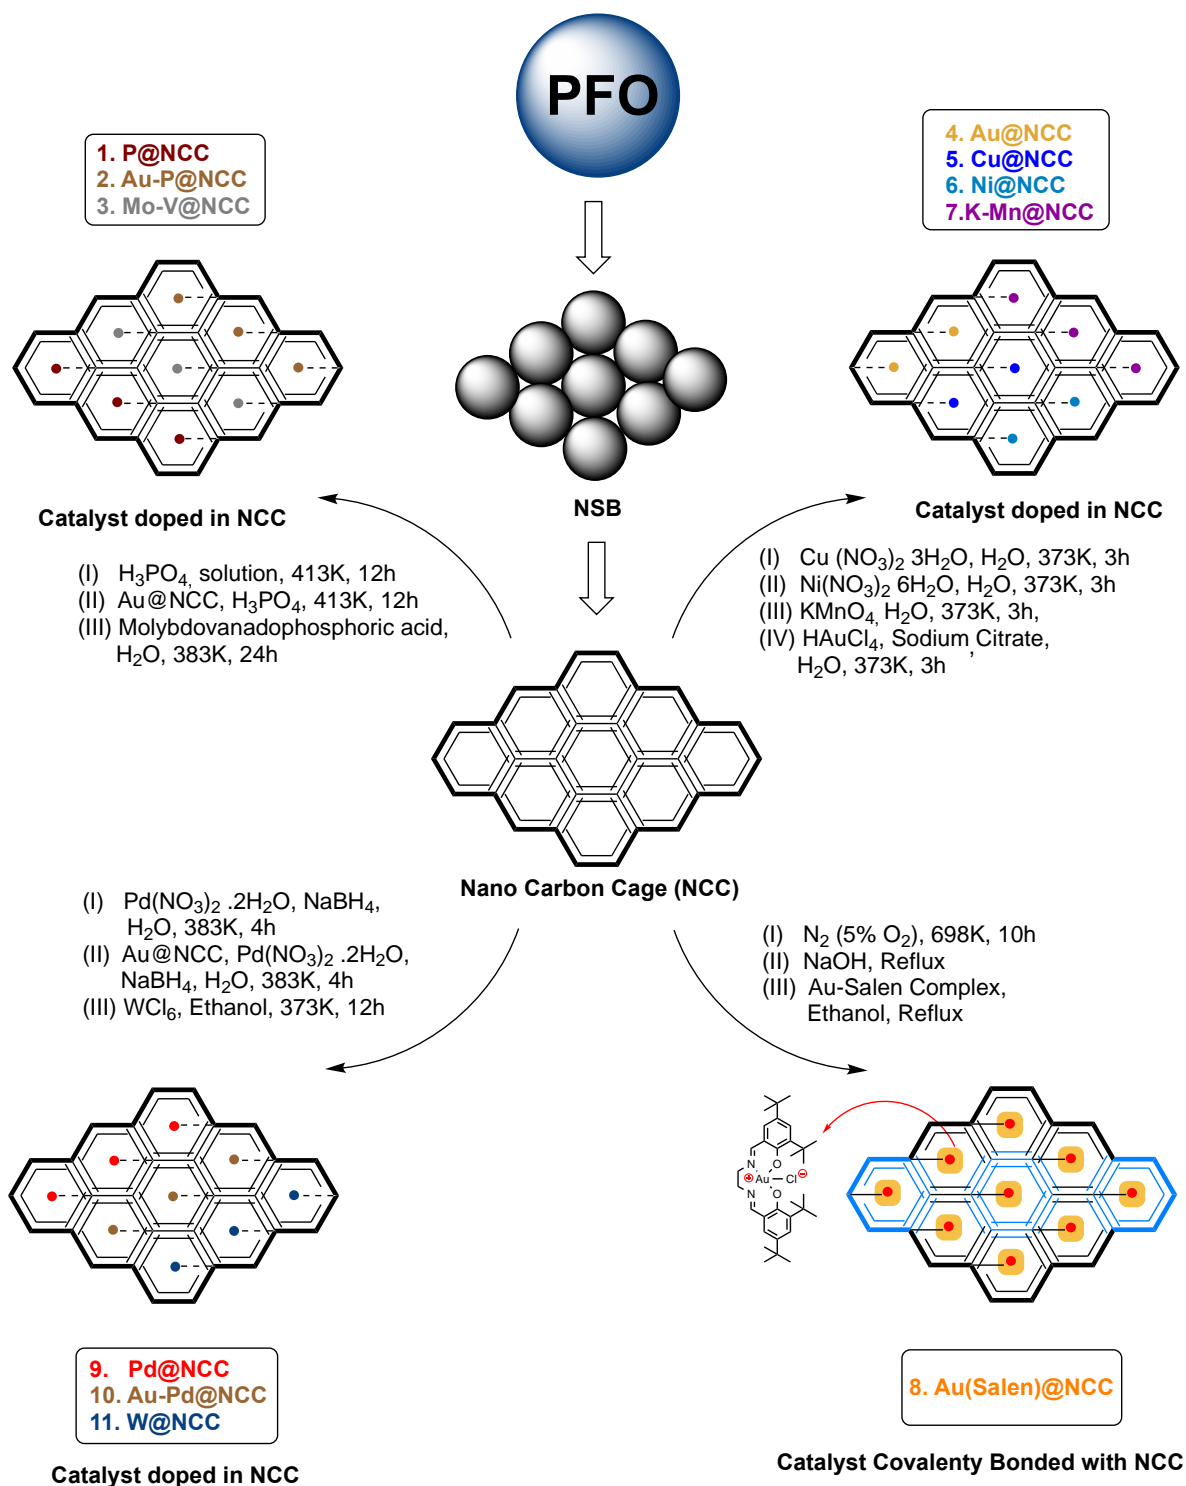 PFO
1. P@NCC
2. Au-P@NCC
3. Mo-V@NCC
4. Au@NCC
5. Cu@NCC
6. Ni@NCC
7.K-Mn@NCC
NSB
Catalyst doped in NCC
Catalyst doped in NCC
(I) H₃PO₄, solution, 413K, 12h
(II) Au@NCC, H₃PO₄, 413K, 12h
(III) Molybdovanadophosphoric acid,
H₂O, 383K, 24h
(I) Cu (NO₃)₂ 3H₂O, H₂O, 373K, 3h
(II) Ni(NO₃)₂ 6H₂O, H₂O, 373K, 3h
(III) KMnO₄, H₂O, 373K, 3h,
(IV) HAuCl₄, Sodium Citrate,
H₂O, 373K, 3h ,
Nano Carbon Cage (NCC)
(I) Pd(NO₃)₂ .2H₂O, NaBH₄,
H₂O, 383K, 4h
(II) Au@NCC, Pd(NO₃)₂ .2H₂O,
NaBH₄, H₂O, 383K, 4h
(III) WCl₆, Ethanol, 373K, 12h
(I) N₂ (5% O₂), 698K, 10h
(II) NaOH, Reflux
(III) Au-Salen Complex,
Ethanol, Reflux
N O
⊕ Au Cl ⊖
N O
9. Pd@NCC
10. Au-Pd@NCC
11. W@NCC
Catalyst doped in NCC
8. Au(Salen)@NCC
Catalyst Covalenty Bonded with NCC